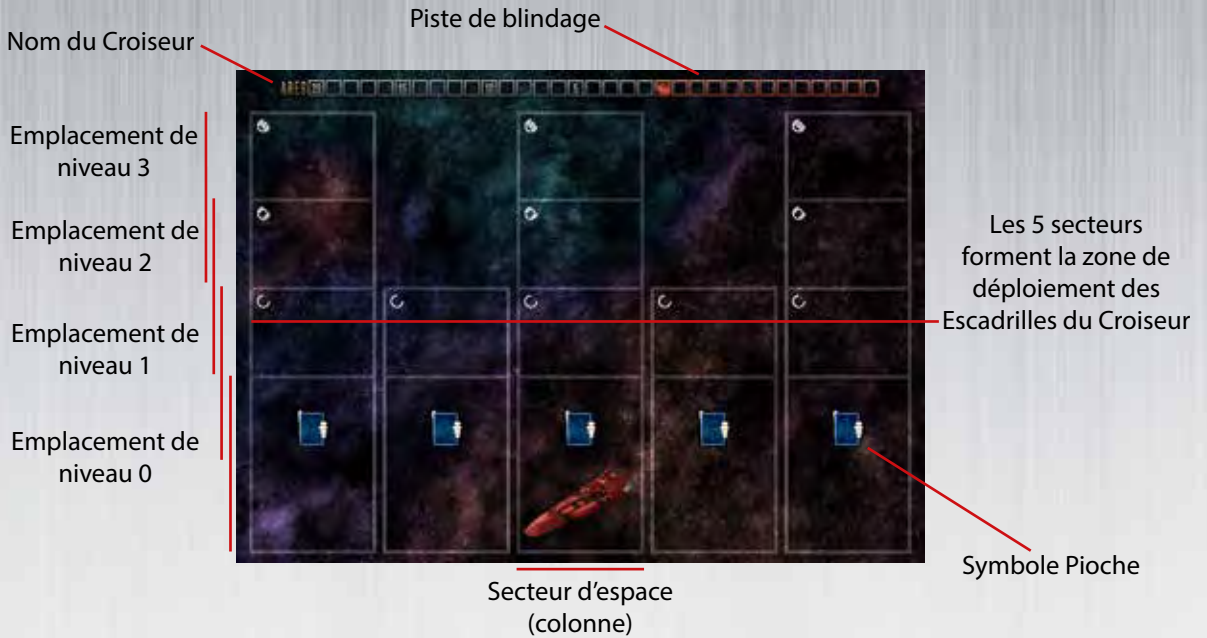 Piste de blindage
Nom du Croiseur
ARES
Emplacement de
niveau 3
Emplacement de
niveau 2
Emplacement de
niveau 1
Emplacement de
niveau 0
Les 5 secteurs
forment la zone de
déploiement des
Escadrilles du Croiseur
Symbole Pioche
Secteur d'espace
(colonne)